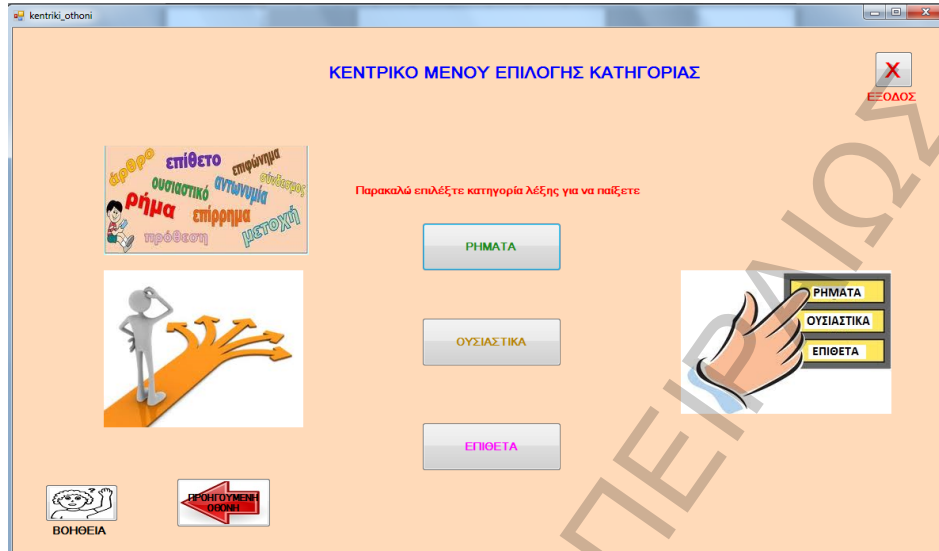 kentriki_othoni
ΚΕΝΤΡΙΚΟ ΜΕΝΟΥ ΕΠΙΛΟΓΗΣ ΚΑΤΗΓΟΡΙΑΣ
X
ΕΞΟΔΟΣ
άρθρο
επίθετο
επιφώνημα
ουσιαστικό
αντωνυμία
σύνδεσμος
ρήμα
επίρρημα
πρόθεση
μετοχή
Παρακαλώ επιλέξτε κατηγορία λέξης για να παίξετε
ΡΗΜΑΤΑ
ΟΥΣΙΑΣΤΙΚΑ
ΕΠΙΘΕΤΑ
ΡΗΜΑΤΑ
ΟΥΣΙΑΣΤΙΚΑ
ΕΠΙΘΕΤΑ
ΒΟΗΘΕΙΑ
ΠΡΟΗΓΟΥΜΕΝΗ
ΟΘΟΝΗ
ΠΕΙΡΑΙΩΣ